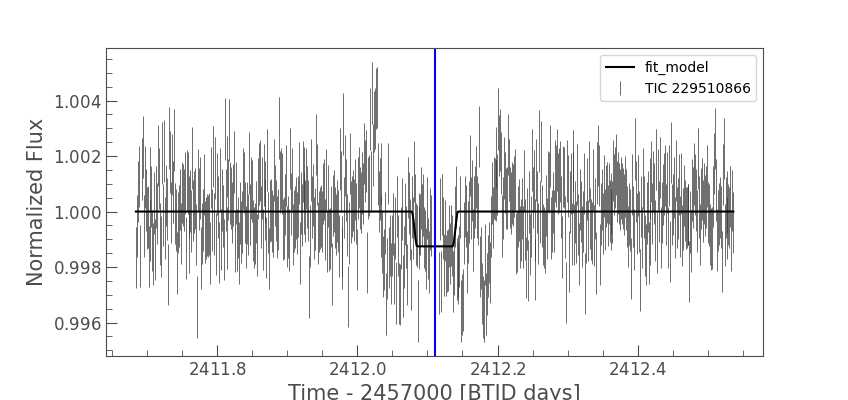 fit_model
TIC 229510866
1.004
1.002
1.000
0.998
0.996
Normalized Flux
2411.8 2412.0 2412.2 2412.4
Time - 2457000 [BTJD days]